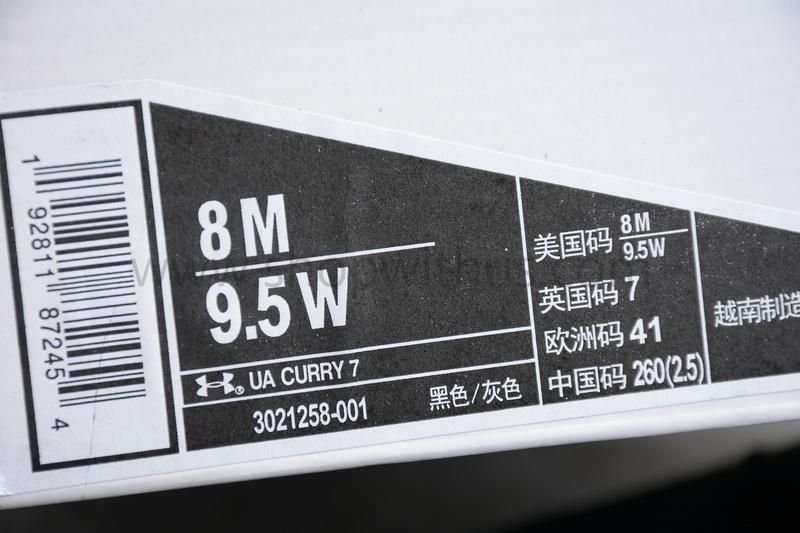 1 92811 87245 4
8 M
9.5 W
UA CURRY 7
3021258-001 黑色/灰色
美国码 8M
9.5W
英国码 7
欧洲码 41
中国码 260(2.5)
越南制造